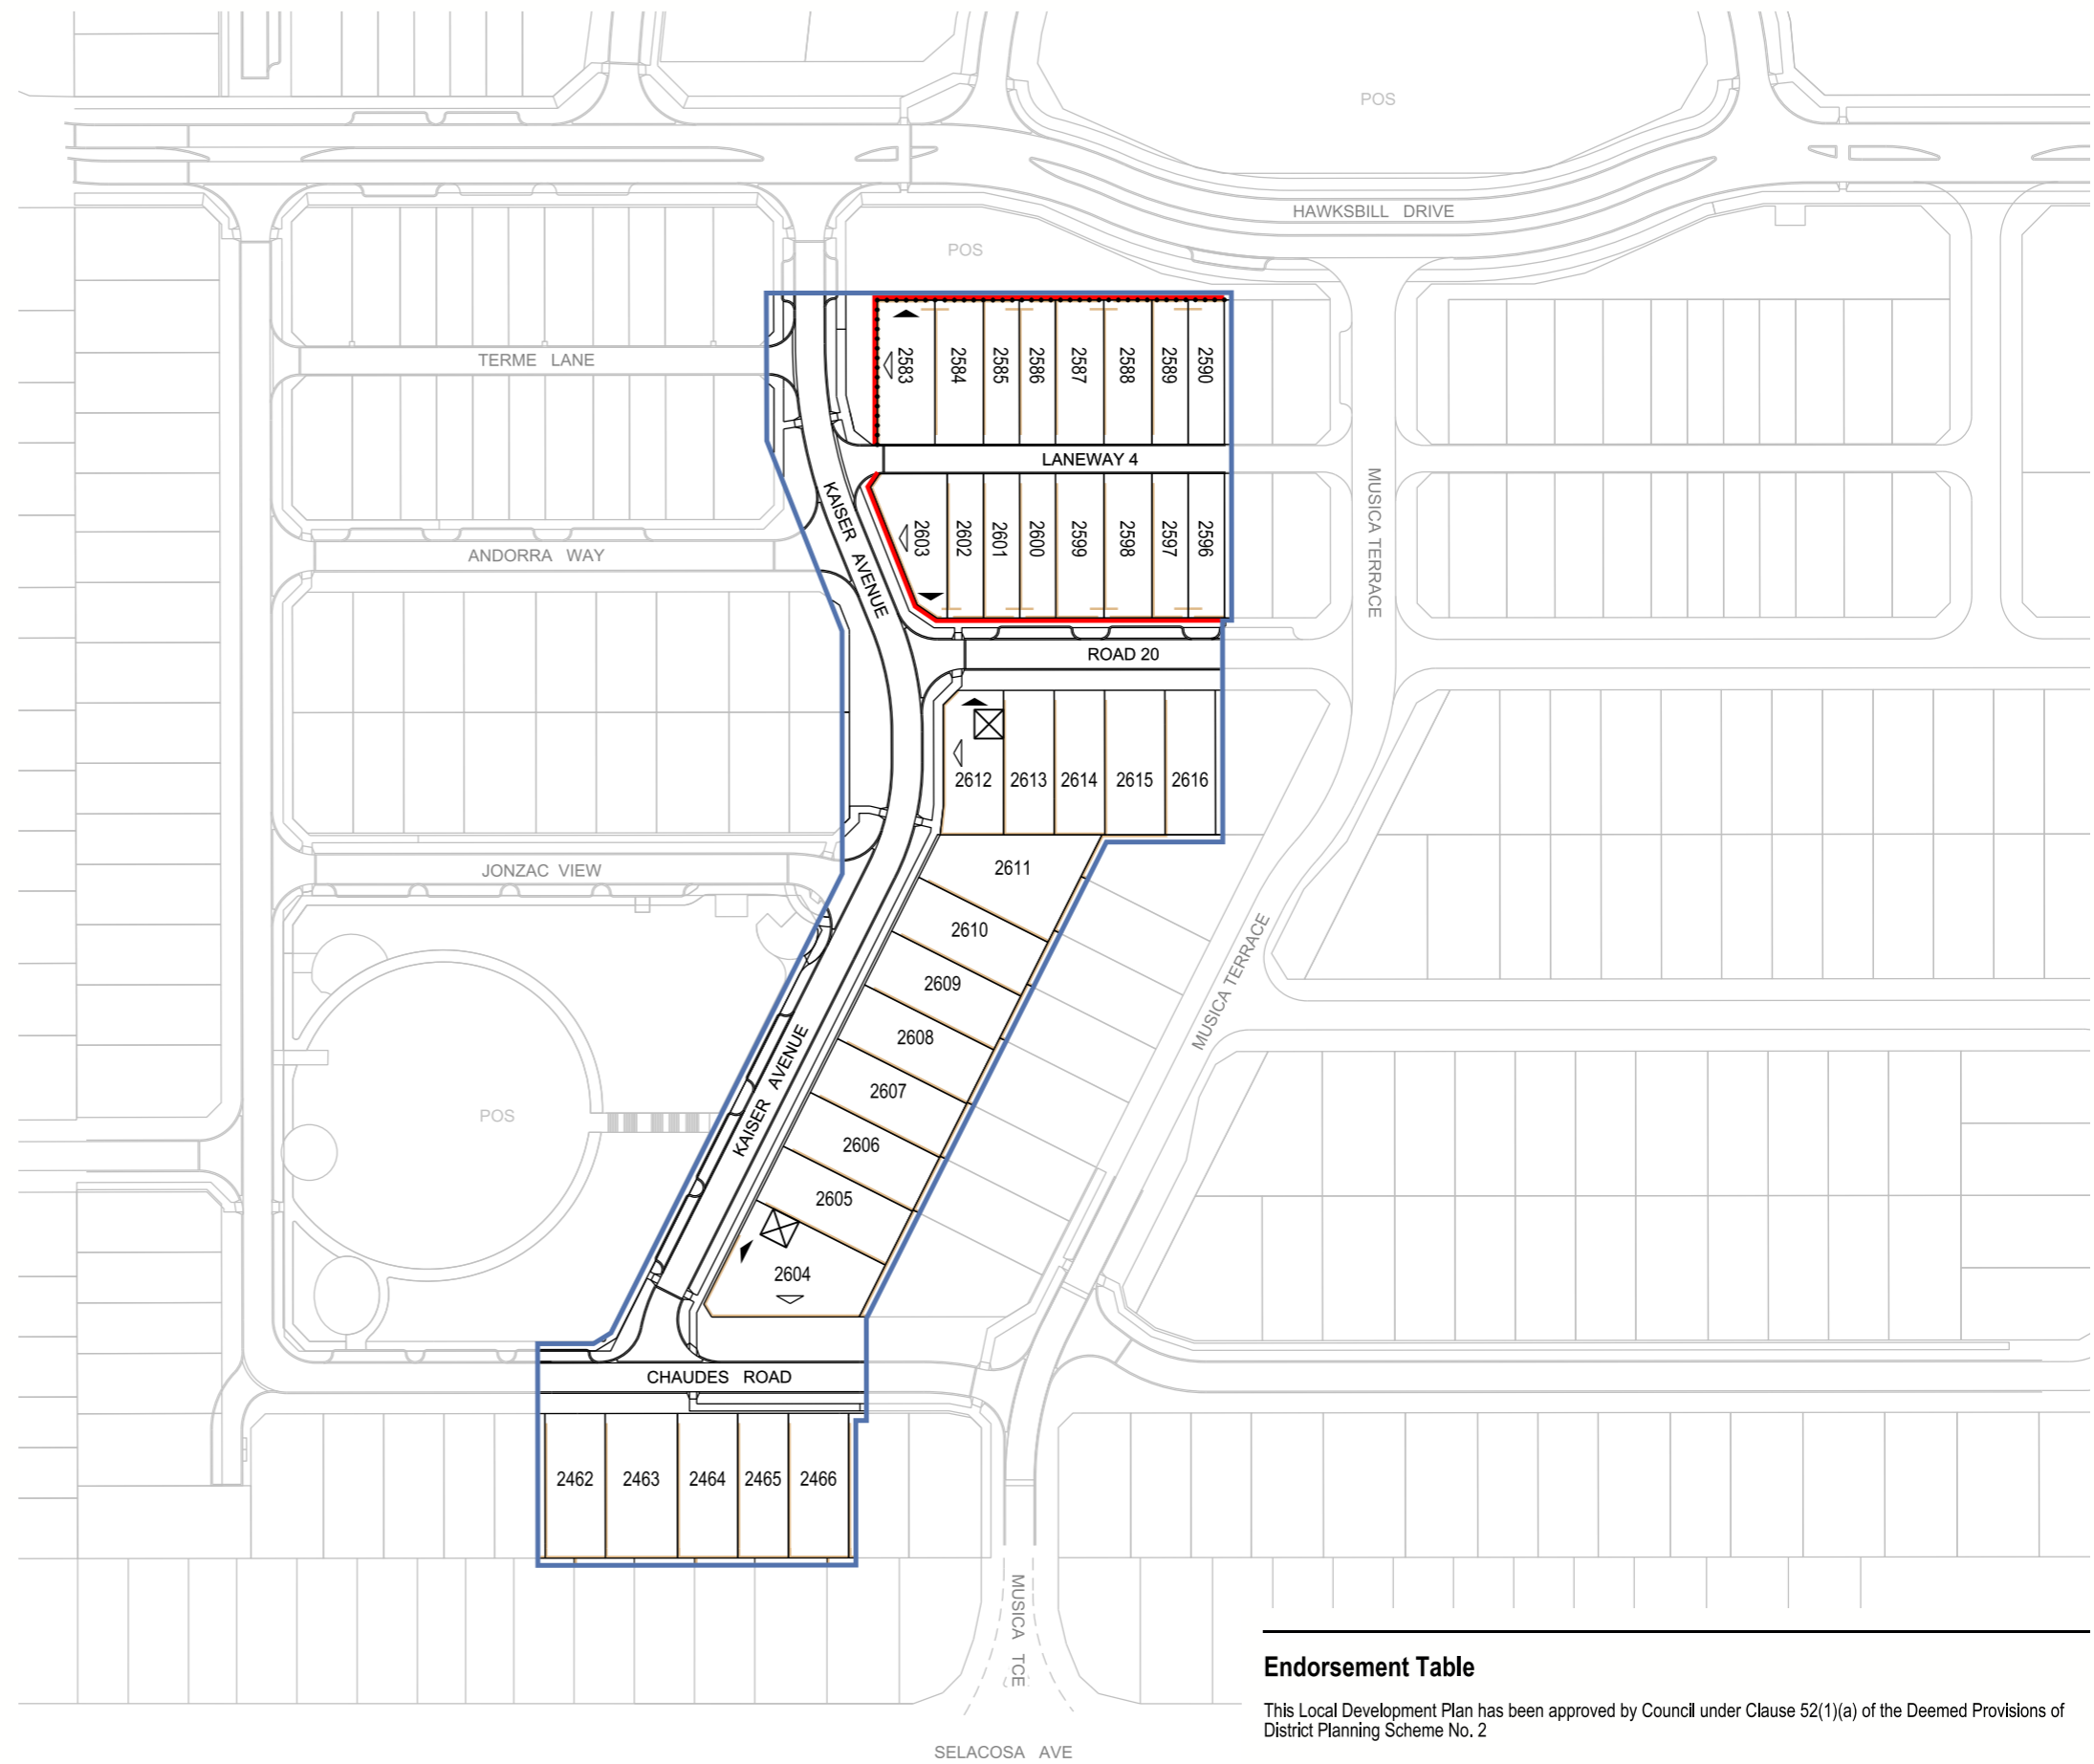 POS
HAWKSBILL DRIVE
POS
TERME LANE
2583
2584
2585
2586
2587
2588
2589
2590
LANEWAY 4
KAISER AVENUE
MUSICA TERRACE
2603
2602
2601
2600
2599
2598
2597
2596
ANDORRA WAY
ROAD 20
2612
2613
2614
2615
2616
JONZAC VIEW
2611
2610
2609
2608
2607
2606
2605
2604
MUSICA TERRACE
KAISER AVENUE
POS
CHAUDES ROAD
2462
2463
2464
2465
2466
MUSICA TCE
SELACOSA AVE
Endorsement Table
This Local Development Plan has been approved by Council under Clause 52(1)(a) of the Deemed Provisions of
District Planning Scheme No. 2